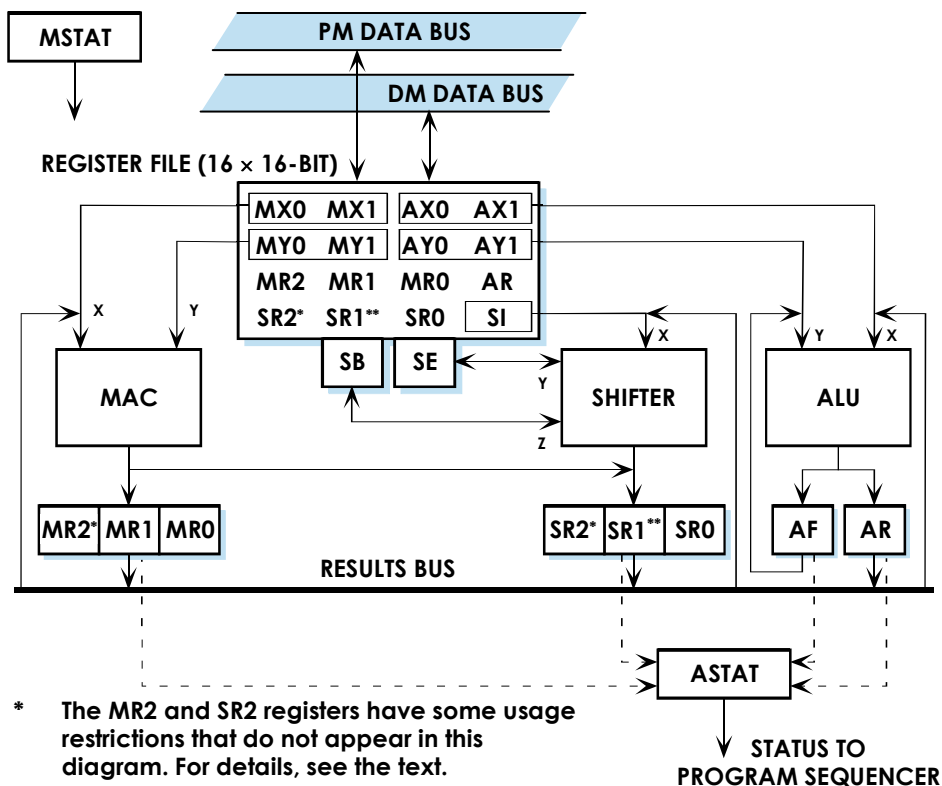 MSTAT
PM DATA BUS
DM DATA BUS
REGISTER FILE (16 × 16-BIT)
MX0 MX1 AX0 AX1
MY0 MY1 AY0 AY1
MR2 MR1 MR0 AR
SR2* SR1** SR0 SI
X Y X Y X
SB SE
MAC Y SHIFTER ALU
Z
MR2* MR1 MR0 SR2* SR1** SR0 AF AR
RESULTS BUS
ASTAT
* The MR2 and SR2 registers have some usage
restrictions that do not appear in this
diagram. For details, see the text.
STATUS TO
PROGRAM SEQUENCER